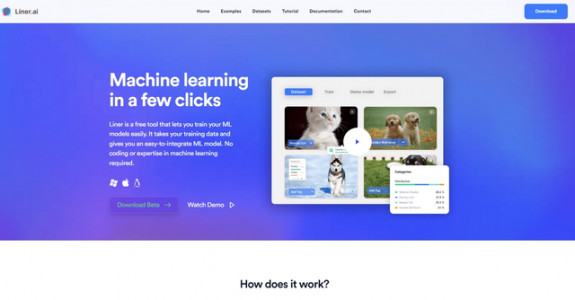 Liner.ai
Home Examples Datasets Tutorial Documentation Contact
Download
Machine learning
in a few clicks
Liner is a free tool that lets you train your ML
models easily. It takes your training data and
gives you an easy-to-integrate ML model. No
coding or expertise in machine learning
required.
Download Beta
Watch Demo
Dataset Train Demo model Export
Categories
How does it work?